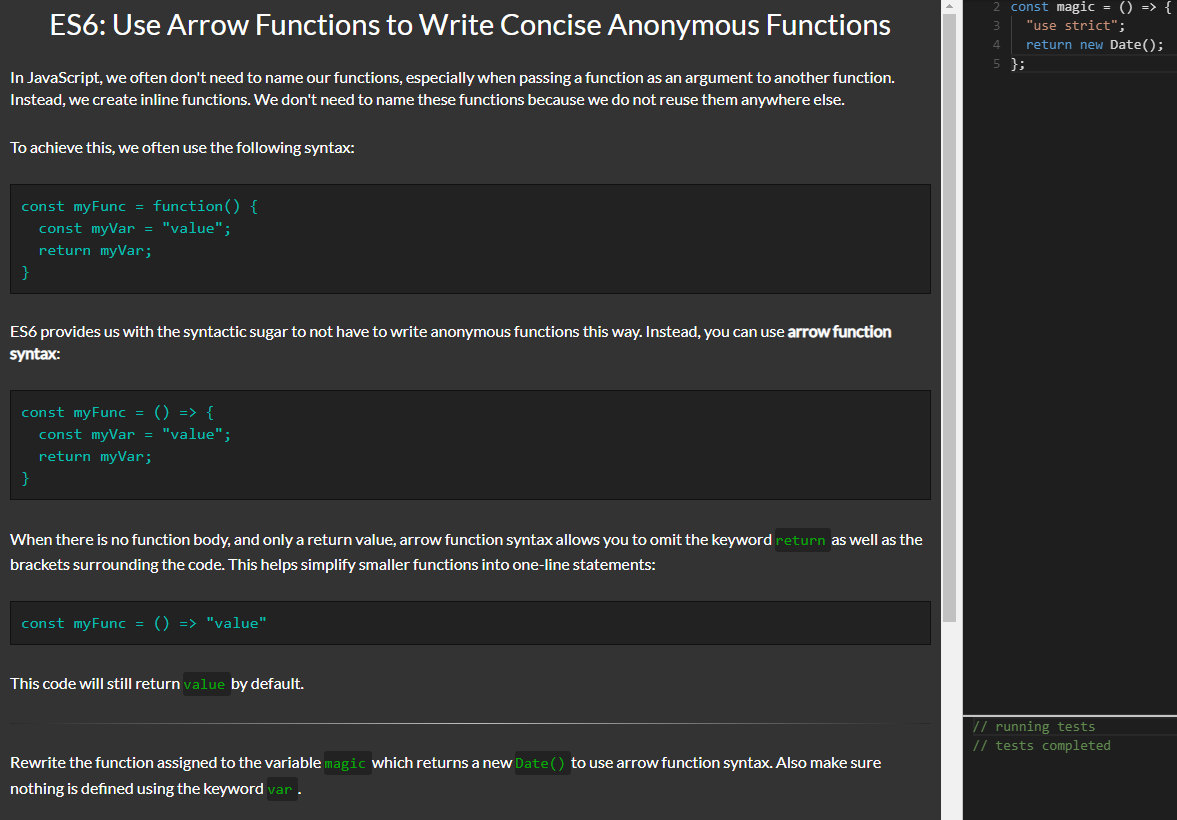 ES6: Use Arrow Functions to Write Concise Anonymous Functions
In JavaScript, we often don't need to name our functions, especially when passing a function as an argument to another function.
Instead, we create inline functions. We don't need to name these functions because we do not reuse them anywhere else.
To achieve this, we often use the following syntax:
const myFunc = function() {
  const myVar = "value";
  return myVar;
}
ES6 provides us with the syntactic sugar to not have to write anonymous functions this way. Instead, you can use arrow function
syntax:
const myFunc = () => {
  const myVar = "value";
  return myVar;
}
When there is no function body, and only a return value, arrow function syntax allows you to omit the keyword return as well as the
brackets surrounding the code. This helps simplify smaller functions into one-line statements:
const myFunc = () => "value"
This code will still return value by default.
Rewrite the function assigned to the variable magic which returns a new Date() to use arrow function syntax. Also make sure
nothing is defined using the keyword var .
2 const magic = () => {
3   "use strict";
4   return new Date();
5 };
// running tests
// tests completed